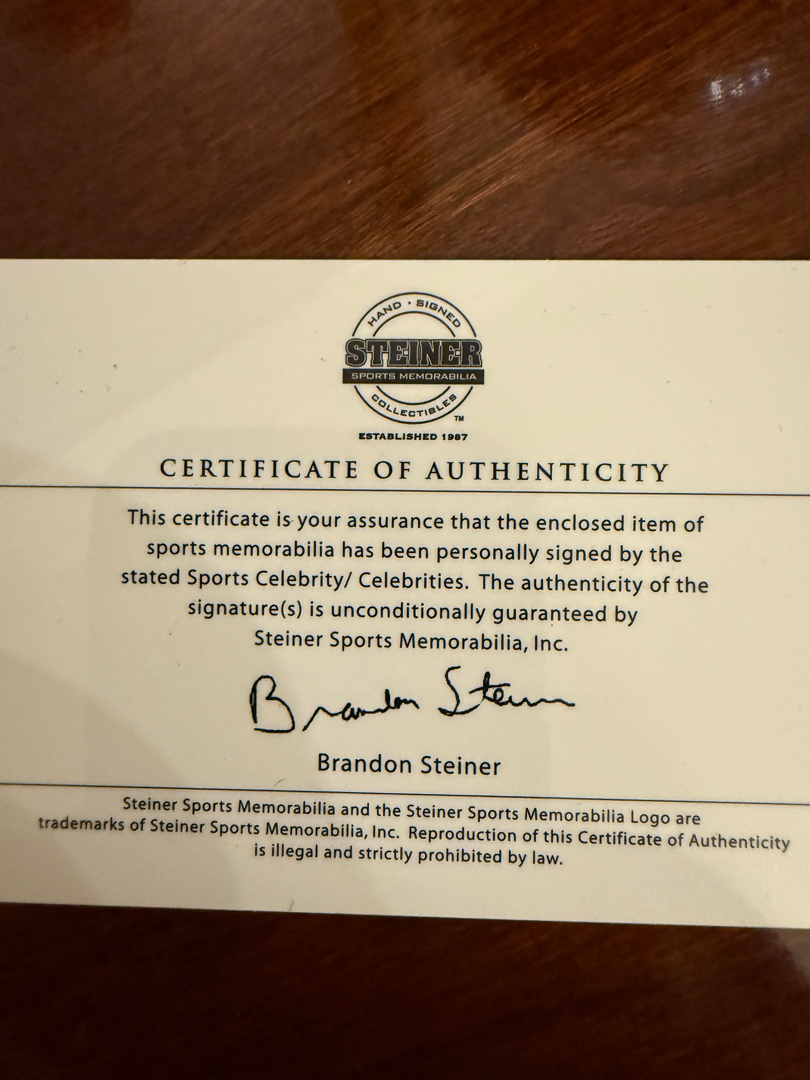 HAND • SIGNED
STEINER
SPORTS MEMORABILIA
COLLECTIBLES
TM
ESTABLISHED 1987
CERTIFICATE OF AUTHENTICITY
This certificate is your assurance that the enclosed item of
sports memorabilia has been personally signed by the
stated Sports Celebrity/ Celebrities. The authenticity of the
signature(s) is unconditionally guaranteed by
Steiner Sports Memorabilia, Inc.
Brandon Steiner
Brandon Steiner
Steiner Sports Memorabilia and the Steiner Sports Memorabilia Logo are
trademarks of Steiner Sports Memorabilia, Inc. Reproduction of this Certificate of Authenticity
is illegal and strictly prohibited by law.